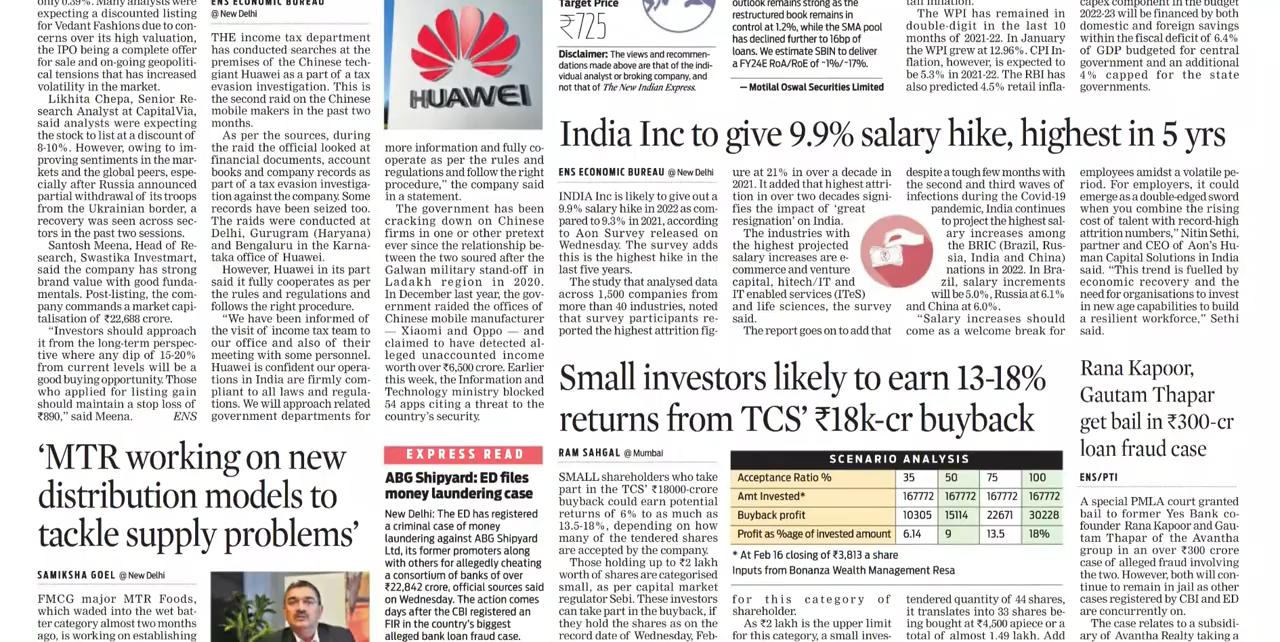 only 0.39%. Many analysts were
expecting a discounted listing
for Vedant Fashions due to con-
cerns over its high valuation,
the IPO being a complete offer
for sale and on-going geopoliti-
cal tensions that has increased
volatility in the market.
Likhita Chepa, Senior Re-
search Analyst at CapitalVia,
said analysts were expecting
the stock to list at a discount of
8-10%. However, owing to im-
proving sentiments in the mar-
kets and the global peers, espe-
cially after Russia announced
partial withdrawal of its troops
from the Ukrainian border, a
recovery was seen across sec-
tors in the past two sessions.
Santosh Meena, Head of Re-
search, Swastika Investmart,
said the company has strong
brand value with good funda-
mentals. Post-listing, the com-
pany commands a market capi-
talisation of ₹22,688 crore.
"Investors should approach
it from the long-term perspec-
tive where any dip of 15-20%
from current levels will be a
good buying opportunity. Those
who applied for listing gain
should maintain a stop loss of
₹890," said Meena. ENS
ENS ECONOMIC BUREAU
@ New Delhi
THE income tax department
has conducted searches at the
premises of the Chinese tech-
giant Huawei as a part of a tax
evasion investigation. This is
the second raid on the Chinese
mobile makers in the past two
months.
As per the sources, during
the raid the official looked at
financial documents, account
books and company records as
part of a tax evasion investiga-
tion against the company. Some
records have been seized too.
The raids were conducted at
Delhi, Gurugram (Haryana)
and Bengaluru in the Karna-
taka office of Huawei.
However, Huawei in its part
said it fully cooperates as per
the rules and regulations and
follows the right procedure.
"We have been informed of
the visit of income tax team to
our office and also of their
meeting with some personnel.
Huawei is confident our opera-
tions in India are firmly com-
pliant to all laws and regula-
tions. We will approach related
government departments for
HUAWEI
more information and fully co-
operate as per the rules and
regulations and follow the right
procedure," the company said
in a statement.
The government has been
cracking down on Chinese
firms in one or other pretext
ever since the relationship be-
tween the two soured after the
Galwan military stand-off in
Ladakh region in 2020.
In December last year, the gov-
ernment raided the offices of
Chinese mobile manufacturer
— Xiaomi and Oppo — and
claimed to have detected al-
leged unaccounted income
worth over ₹6,500 crore. Earlier
this week, the Information and
Technology ministry blocked
54 apps citing a threat to the
country's security.
Target Price
₹725
Disclaimer: The views and recommen-
dations made above are that of the indi-
vidual analyst or broking company, and
not that of The New Indian Express.
outlook remains strong as the
restructured book remains in
control at 1.2%, while the SMA pool
has declined further to 16bp of
loans. We estimate SBIN to deliver
a FY24E RoA/RoE of ~1%/~17%.
— Motilal Oswal Securities Limited
tail inflation.
The WPI has remained in
double-digit in the last 10
months of 2021-22. In January
the WPI grew at 12.96%. CPI In-
flation, however, is expected to
be 5.3% in 2021-22. The RBI has
also predicted 4.5% retail infla-
capex component in the budget
2022-23 will be financed by both
domestic and foreign savings
within the fiscal deficit of 6.4%
of GDP budgeted for central
government and an additional
4% capped for the state
governments.
India Inc to give 9.9% salary hike, highest in 5 yrs
ENS ECONOMIC BUREAU @ New Delhi
INDIA Inc is likely to give out a
9.9% salary hike in 2022 as com-
pared to 9.3% in 2021, according
to Aon Survey released on
Wednesday. The survey adds
this is the highest hike in the
last five years.
The study that analysed data
across 1,500 companies from
more than 40 industries, noted
that survey participants re-
ported the highest attrition fig-
ure at 21% in over a decade in
2021. It added that highest attri-
tion in over two decades signi-
fies the impact of 'great
resignation' on India.
The industries with
the highest projected
salary increases are e-
commerce and venture
capital, hitech/IT and
IT enabled services (ITeS)
and life sciences, the survey
said.
The report goes on to add that
despite a tough few months with
the second and third waves of
infections during the Covid-19
pandemic, India continues
to project the highest sal-
ary increases among
the BRIC (Brazil, Rus-
sia, India and China)
nations in 2022. In Bra-
zil, salary increments
will be 5.0%, Russia at 6.1%
and China at 6.0%.
"Salary increases should
come as a welcome break for
employees amidst a volatile pe-
riod. For employers, it could
emerge as a double-edged sword
when you combine the rising
cost of talent with record-high
attrition numbers," Nitin Sethi,
partner and CEO of Aon's Hu-
man Capital Solutions in India
said. "This trend is fuelled by
economic recovery and the
need for organisations to invest
in new age capabilities to build
a resilient workforce," Sethi
said.
'MTR working on new
distribution models to
tackle supply problems'
SAMIKSHA GOEL @ New Delhi
FMCG major MTR Foods,
which waded into the wet bat-
ter category almost two months
ago, is working on establishing
EXPRESS READ
ABG Shipyard: ED files
money laundering case
New Delhi: The ED has registered
a criminal case of money
laundering against ABG Shipyard
Ltd, its former promoters along
with others for allegedly cheating
a consortium of banks of over
₹22,842 crore, official sources said
on Wednesday. The action comes
days after the CBI registered an
FIR in the country's biggest
alleged bank loan fraud case.
Small investors likely to earn 13-18%
returns from TCS' ₹18k-cr buyback
RAM SAHGAL @ Mumbai
SMALL shareholders who take
part in the TCS' ₹18000-crore
buyback could earn potential
returns of 6% to as much as
13.5-18%, depending on how
many of the tendered shares
are accepted by the company.
Those holding up to ₹2 lakh
worth of shares are categorised
small, as per capital market
regulator Sebi. These investors
can take part in the buyback, if
they hold the shares as on the
record date of Wednesday, Feb-
SCENARIO ANALYSIS
Acceptance Ratio % 35 50 75 100
Amt Invested* 167772 167772 167772 167772
Buyback profit 10305 15114 22671 30228
Profit as %age of invested amount 6.14 9 13.5 18%
* At Feb 16 closing of ₹3,813 a share
Inputs from Bonanza Wealth Management Resa
for this category of
shareholder.
As ₹2 lakh is the upper limit
for this category, a small inves-
tendered quantity of 44 shares,
it translates into 33 shares be-
ing bought at ₹4,500 apiece or a
total of almost 1.49 lakh. Add
Rana Kapoor,
Gautam Thapar
get bail in ₹300-cr
loan fraud case
ENS/PTI
A special PMLA court granted
bail to former Yes Bank co-
founder Rana Kapoor and Gau-
tam Thapar of the Avantha
group in an over ₹300 crore
case of alleged fraud involving
the two. However, both will con-
tinue to remain in jail as other
cases registered by CBI and ED
are concurrently on.
The case relates to a subsidi-
ary of Avantha Realty having a